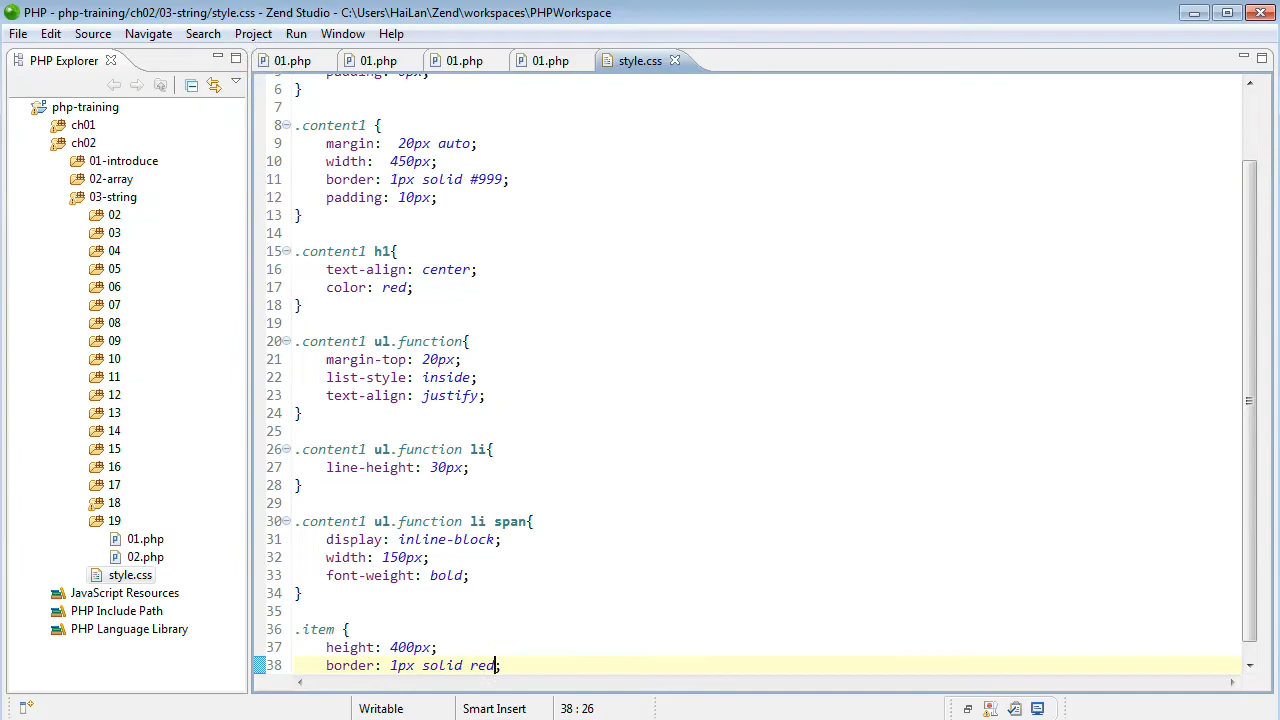 PHP - php-training/ch02/03-string/style.css - Zend Studio - C:\Users\HaiLan\Zend\workspaces\PHPWorkspace
File Edit Source Navigate Search Project Run Window Help
PHP Explorer
01.php 01.php 01.php 01.php style.css
php-training
ch01
ch02
01-introduce
02-array
03-string
02
03
04
05
06
07
08
09
10
11
12
13
14
15
16
17
18
19
01.php
02.php
style.css
JavaScript Resources
PHP Include Path
PHP Language Library
padding: 0px;
6 }
7
8 .content1 {
9 margin:  20px auto;
10 width:  450px;
11 border: 1px solid #999;
12 padding: 10px;
13 }
14
15 .content1 h1{
16 text-align: center;
17 color: red;
18 }
19
20 .content1 ul.function{
21 margin-top: 20px;
22 list-style: inside;
23 text-align: justify;
24 }
25
26 .content1 ul.function li{
27 line-height: 30px;
28 }
29
30 .content1 ul.function li span{
31 display: inline-block;
32 width: 150px;
33 font-weight: bold;
34 }
35
36 .item {
37 height: 400px;
38 border: 1px solid red;
Writable Smart Insert 38 : 26